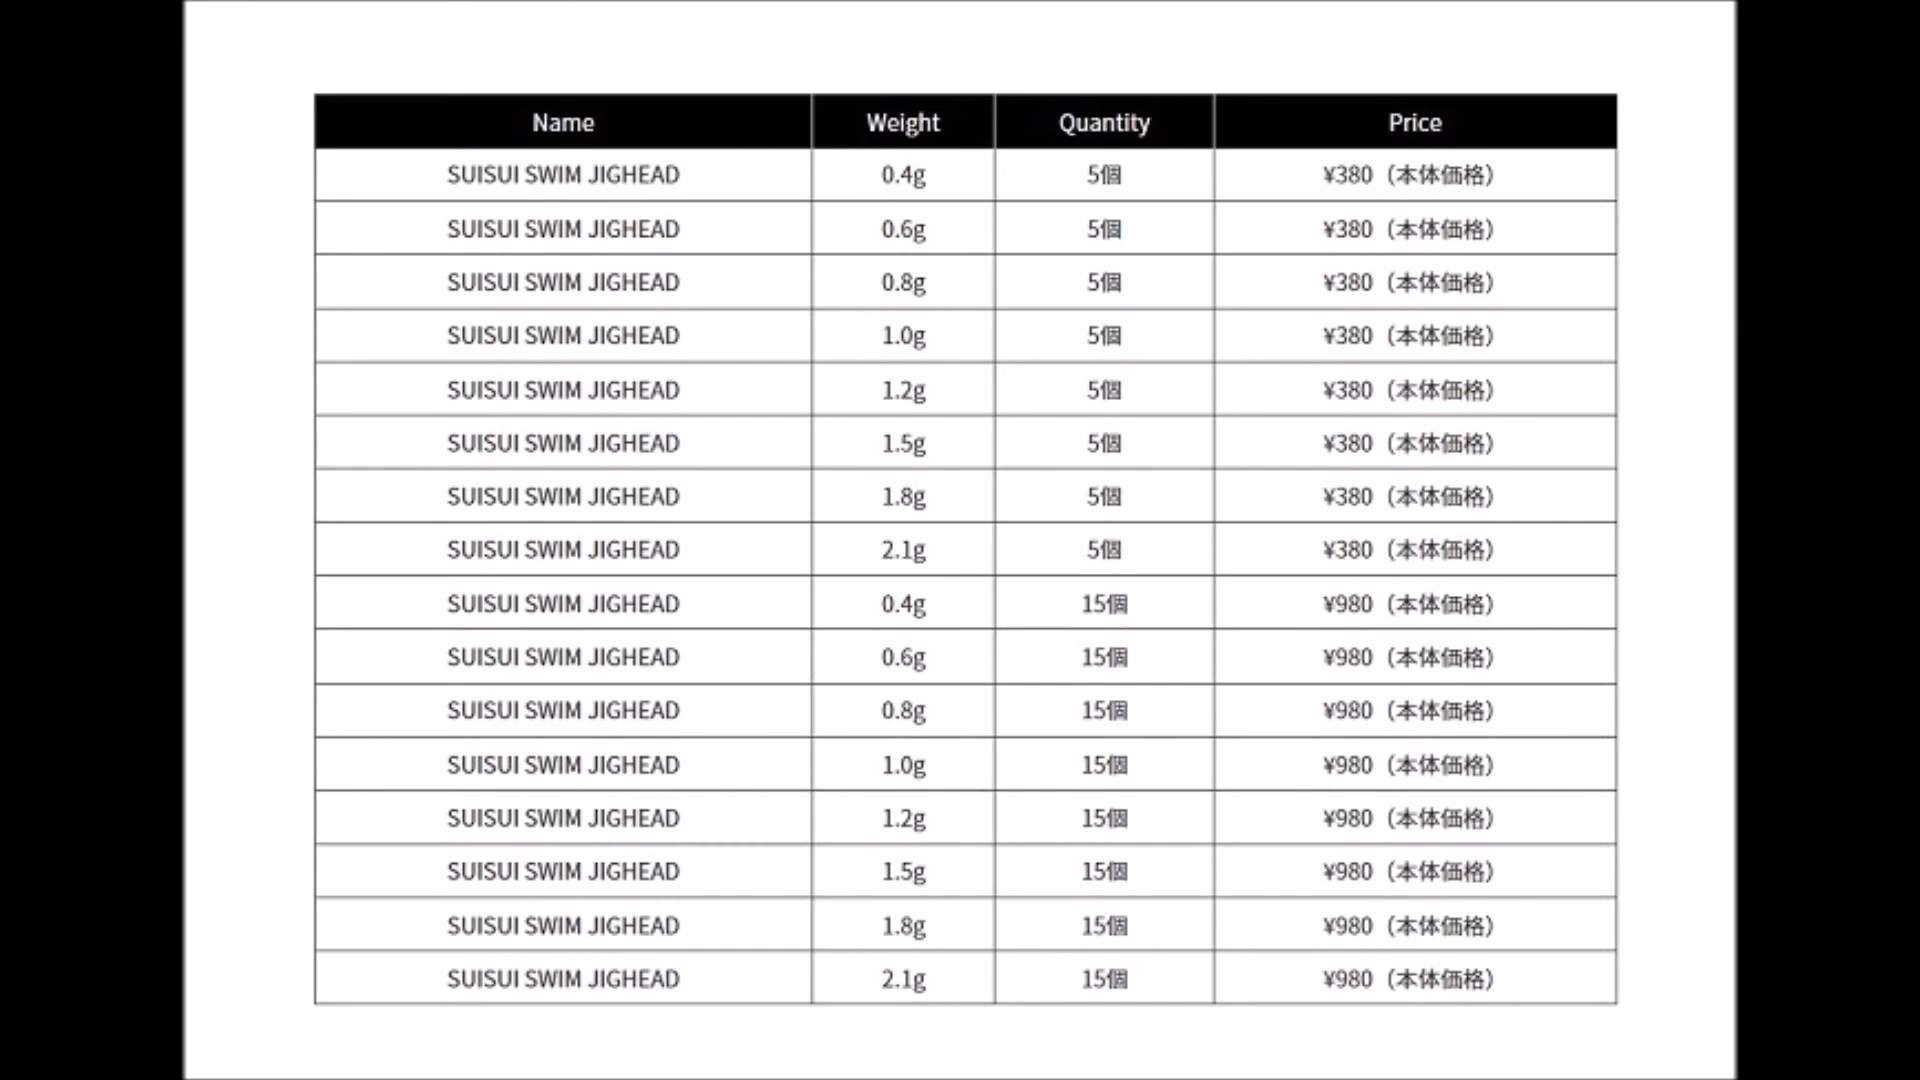 Name Weight Quantity Price
SUISUI SWIM JIGHEAD 0.4g 5個 ¥380（本体価格）
SUISUI SWIM JIGHEAD 0.6g 5個 ¥380（本体価格）
SUISUI SWIM JIGHEAD 0.8g 5個 ¥380（本体価格）
SUISUI SWIM JIGHEAD 1.0g 5個 ¥380（本体価格）
SUISUI SWIM JIGHEAD 1.2g 5個 ¥380（本体価格）
SUISUI SWIM JIGHEAD 1.5g 5個 ¥380（本体価格）
SUISUI SWIM JIGHEAD 1.8g 5個 ¥380（本体価格）
SUISUI SWIM JIGHEAD 2.1g 5個 ¥380（本体価格）
SUISUI SWIM JIGHEAD 0.4g 15個 ¥980（本体価格）
SUISUI SWIM JIGHEAD 0.6g 15個 ¥980（本体価格）
SUISUI SWIM JIGHEAD 0.8g 15個 ¥980（本体価格）
SUISUI SWIM JIGHEAD 1.0g 15個 ¥980（本体価格）
SUISUI SWIM JIGHEAD 1.2g 15個 ¥980（本体価格）
SUISUI SWIM JIGHEAD 1.5g 15個 ¥980（本体価格）
SUISUI SWIM JIGHEAD 1.8g 15個 ¥980（本体価格）
SUISUI SWIM JIGHEAD 2.1g 15個 ¥980（本体価格）